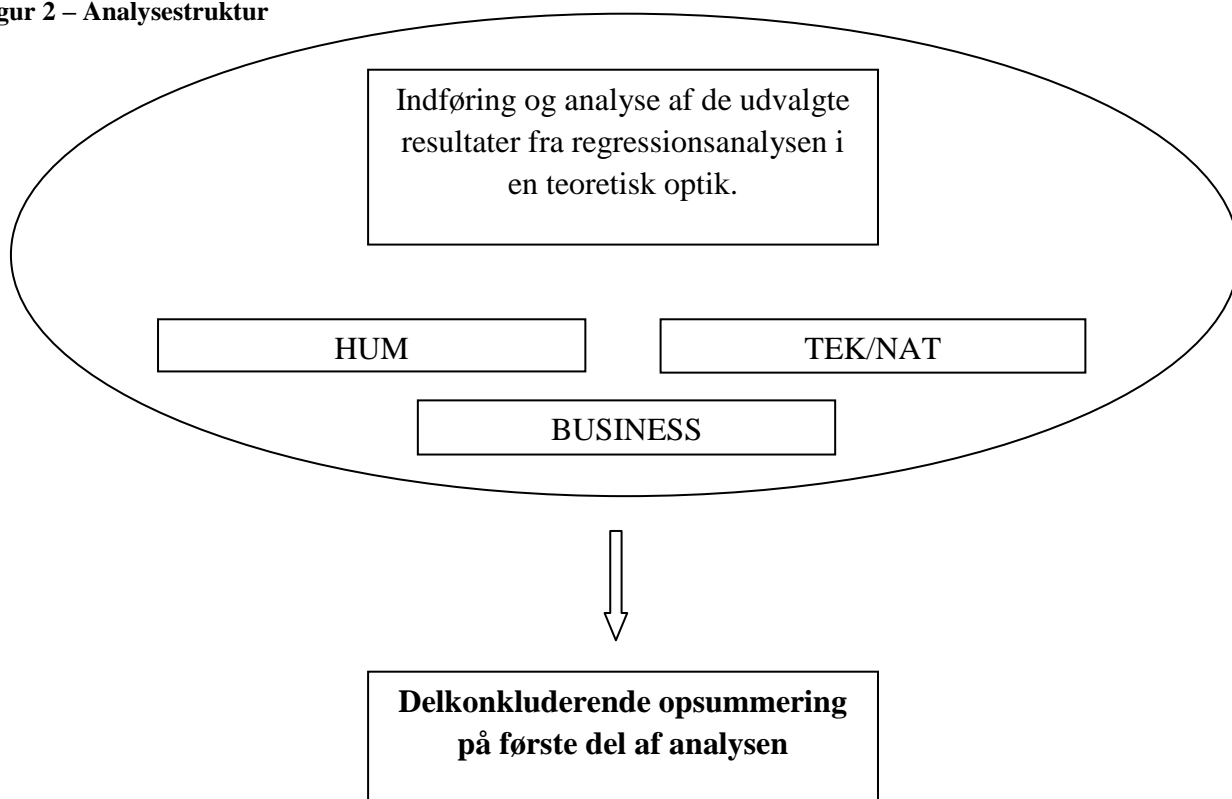 gur 2 – Analysestruktur
Indføring og analyse af de udvalgte
resultater fra regressionsanalysen i
en teoretisk optik.
HUM
TEK/NAT
BUSINESS
Delkonkluderende opsummering
på første del af analysen